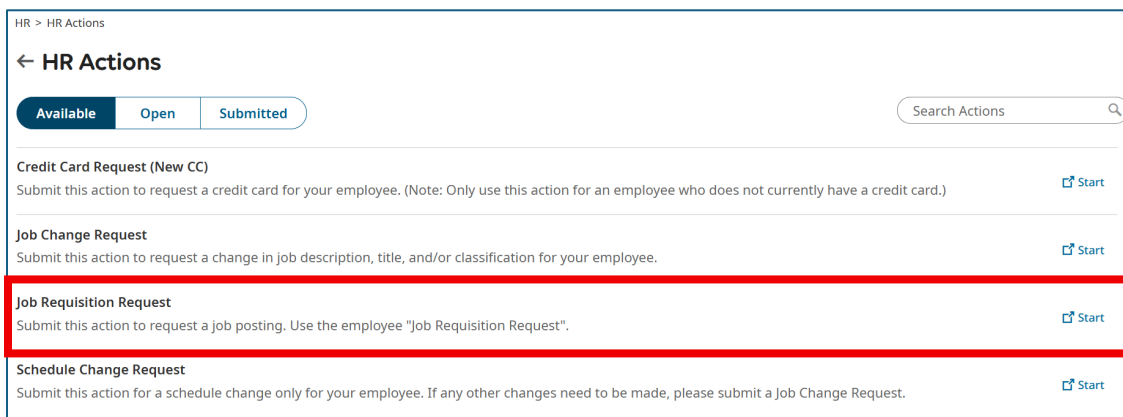 HR > HR Actions
← HR Actions
Available Open Submitted Search Actions
Credit Card Request (New CC)
Submit this action to request a credit card for your employee. (Note: Only use this action for an employee who does not currently have a credit card.)
Start
Job Change Request
Submit this action to request a change in job description, title, and/or classification for your employee.
Start
Job Requisition Request
Submit this action to request a job posting. Use the employee "Job Requisition Request".
Start
Schedule Change Request
Submit this action for a schedule change only for your employee. If any other changes need to be made, please submit a Job Change Request.
Start